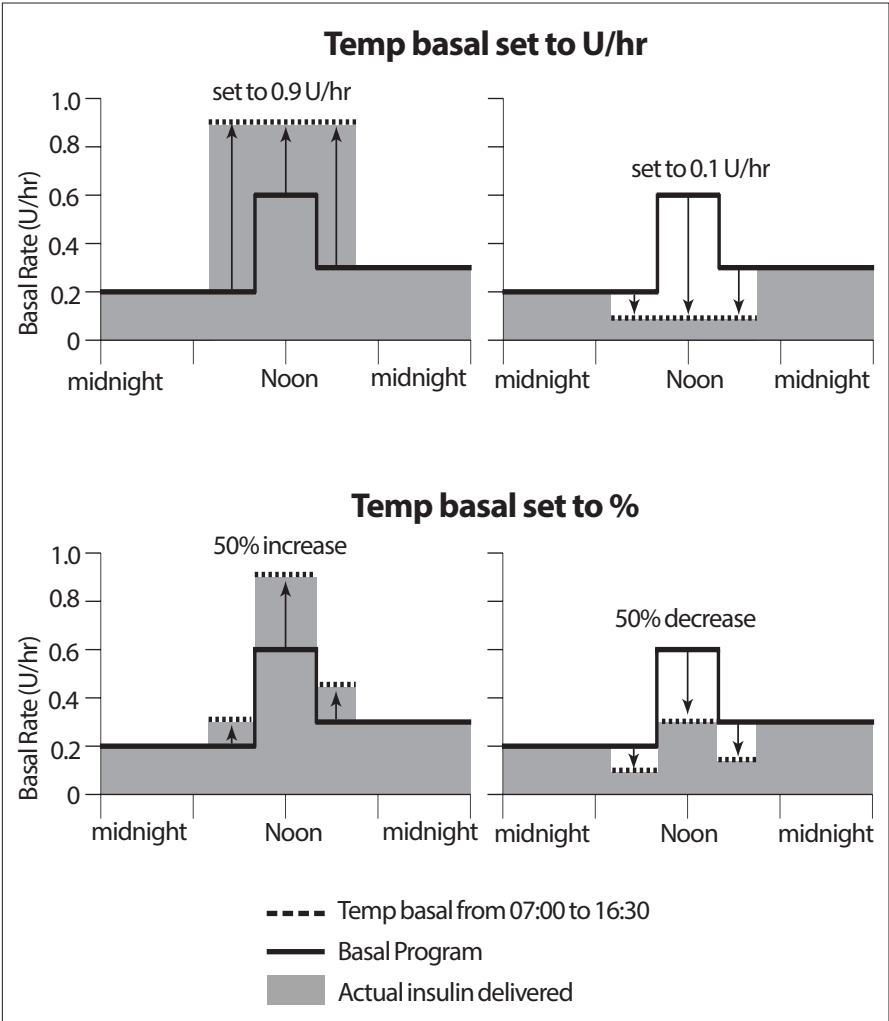 Temp basal set to U/hr
set to 0.9 U/hr
set to 0.1 U/hr
Basal Rate (U/hr)
1.0
0.8
0.6
0.4
0.2
0
midnight
Noon
midnight
midnight
Noon
midnight
Temp basal set to %
50% increase
50% decrease
Basal Rate (U/hr)
1.0
0.8
0.6
0.4
0.2
0
midnight
Noon
midnight
midnight
Noon
midnight
Temp basal from 07:00 to 16:30
Basal Program
Actual insulin delivered